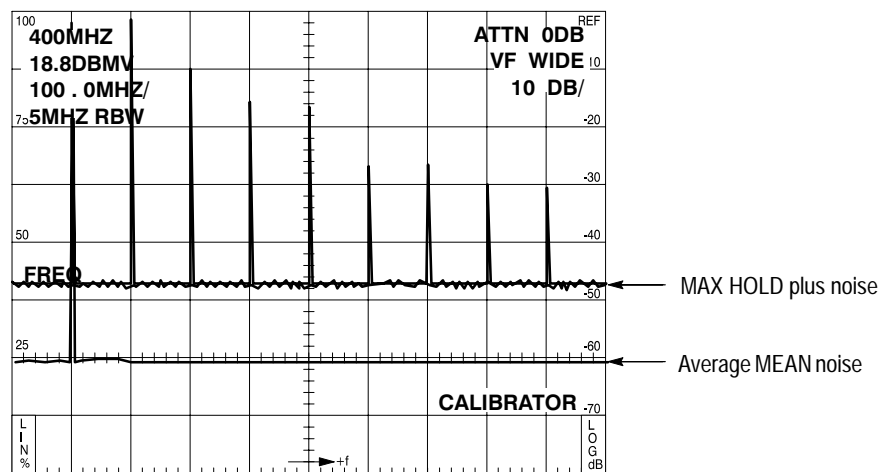 100
REF
400MHZ
ATTN 0DB
18.8DBMV
VF WIDE
10
100 . 0MHZ/
10 DB/
75
5MHZ RBW
-20
-30
50
-40
FREQ
MAX HOLD plus noise
-50
25
-60
Average MEAN noise
CALIBRATOR
-70
L
I
N
%
+f
L
O
G
dB